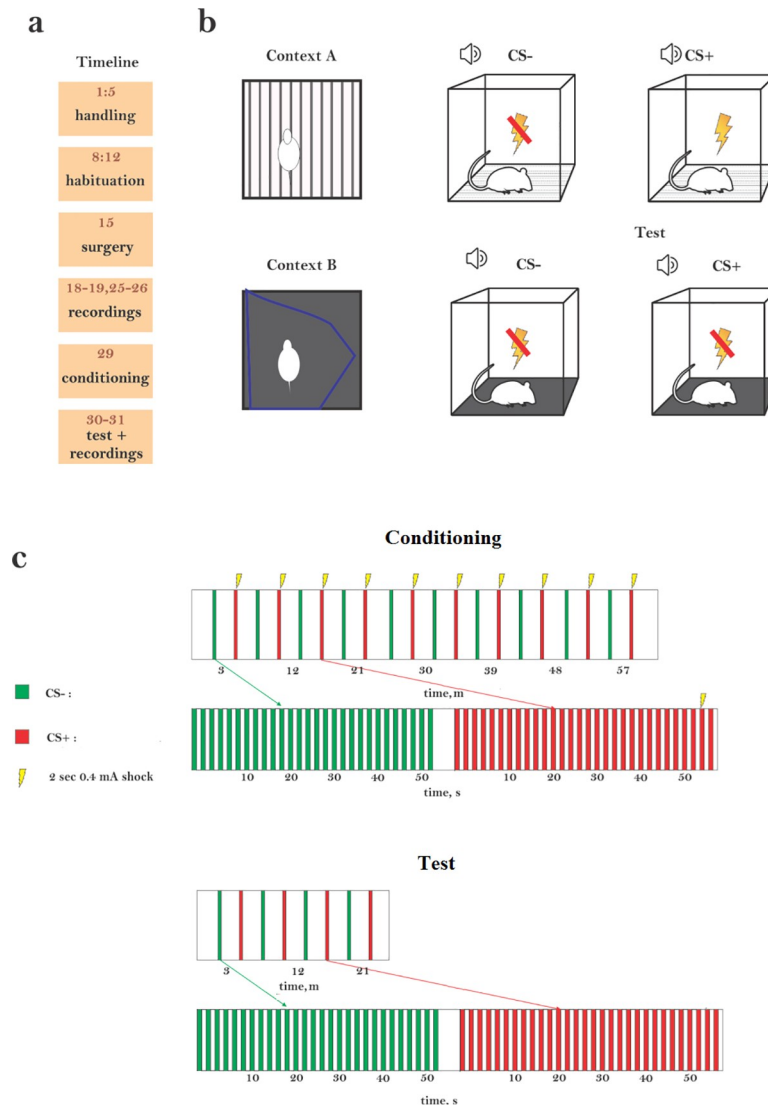 a
Timeline
1:5
handling
8:12
habituation
15
surgery
18-19,25-26
recordings
29
conditioning
30-31
test +
recordings
b
Context A
CS-
CS+
Test
Context B
CS-
CS+
c
Conditioning
3 12 21 30 39 48 57
time, m
CS- :
CS+ :
2 sec 0.4 mA shock
10 20 30 40 50 10 20 30 40 50
time, s
Test
3 12 21
time, m
10 20 30 40 50 10 20 30 40 50
time, s